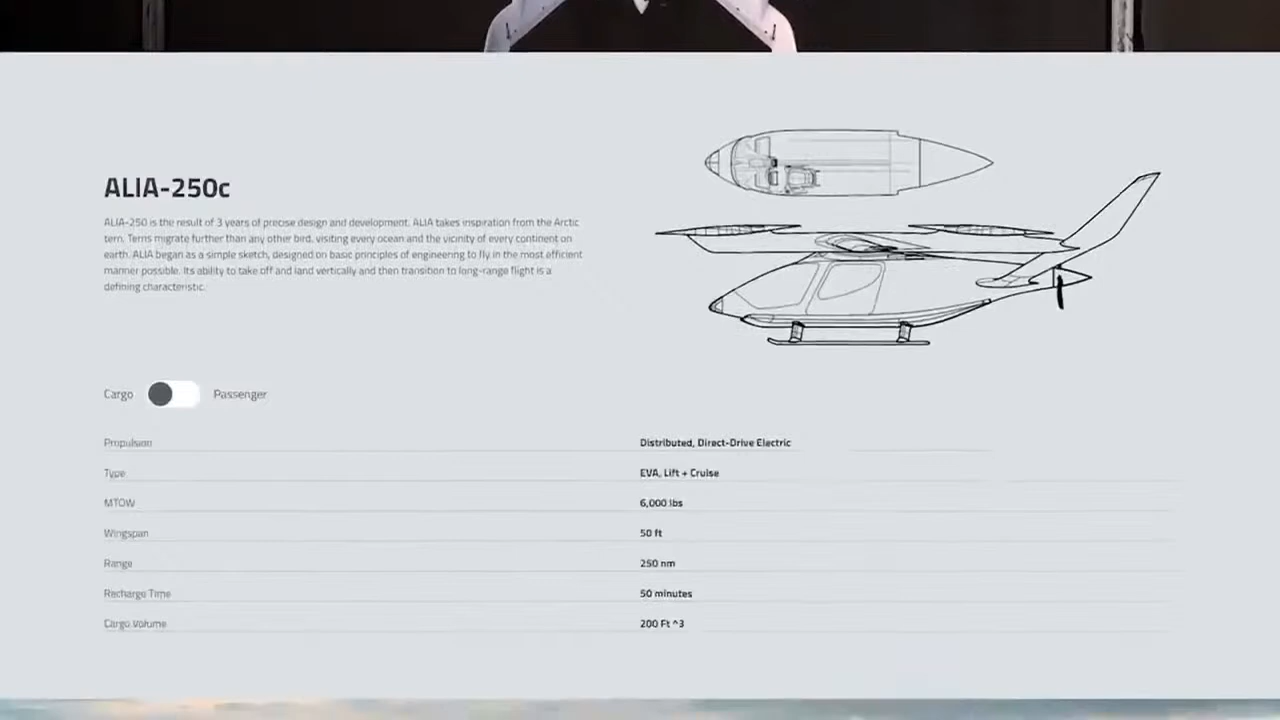 ALIA-250c
ALIA-250 is the result of 3 years of precise design and development. ALIA takes inspiration from the Arctic
tern. Terns migrate further than any other bird, visiting every ocean and the vicinity of every continent on
earth. ALIA began as a simple sketch, designed on basic principles of engineering to fly in the most efficient
manner possible. Its ability to take off and land vertically and then transition to long-range flight is a
defining characteristic.
Cargo Passenger
Propulsion Distributed, Direct-Drive Electric
Type EVA, Lift + Cruise
MTOW 6,000 lbs
Wingspan 50 ft
Range 250 nm
Recharge Time 50 minutes
Cargo Volume 200 Ft ^3